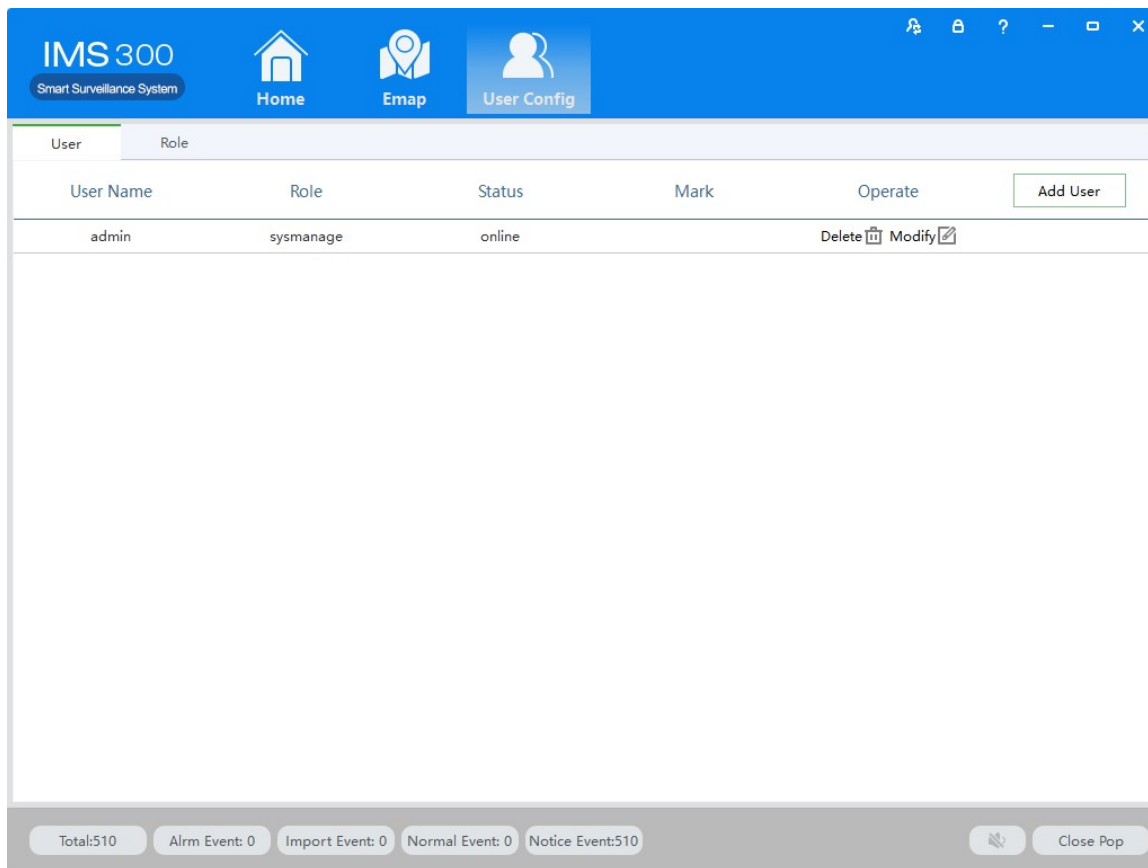 IMS 300
Smart Surveillance System
Home
Emap
User Config
?
User
Role
User Name
Role
Status
Mark
Operate
Add User
admin
sysmanage
online
Delete
Modify
Total:510
Alrm Event: 0
Import Event: 0
Normal Event: 0
Notice Event:510
Close Pop